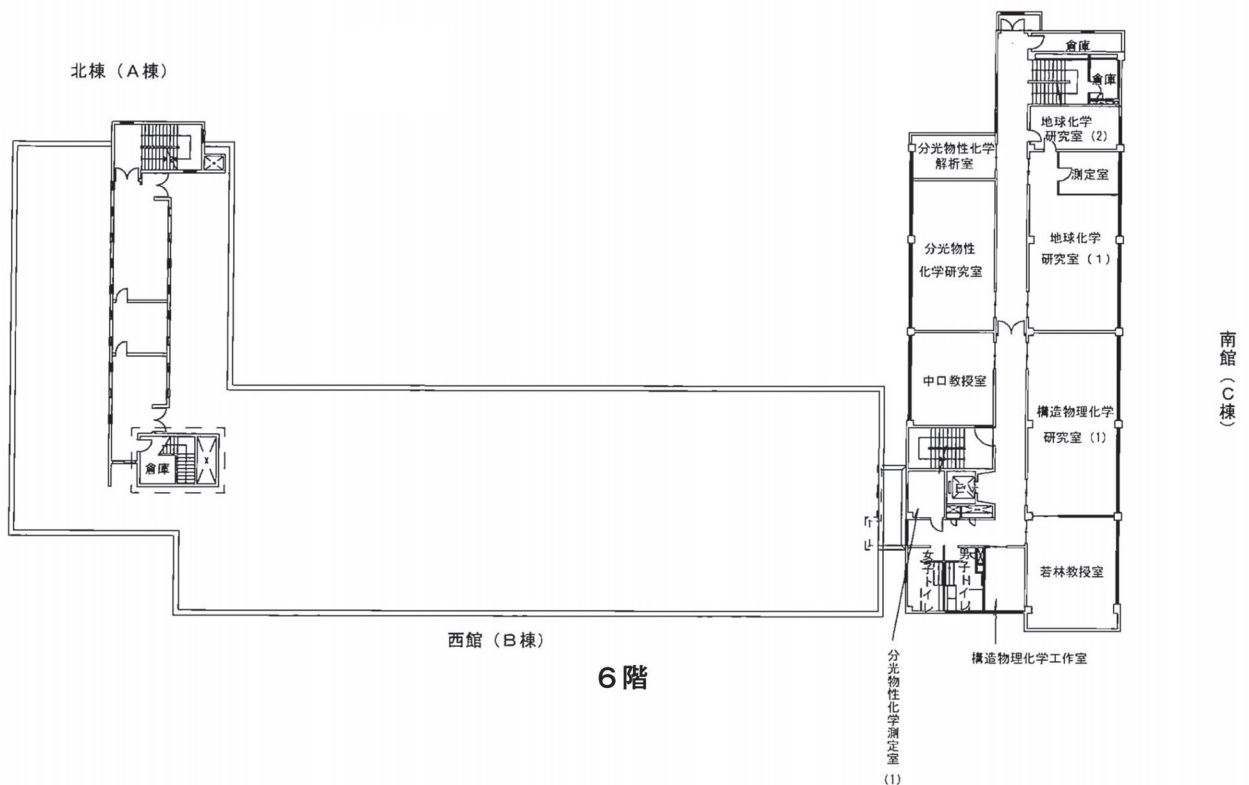 北棟（A棟）
倉庫
倉庫
地球化学
研究室（2）
分光物性化学
解析室
測定室
分光物性
化学研究室
地球化学
研究室（1）
南館（C棟）
中口教授室
構造物理化学
研究室（1）
倉庫
女子トイレ
男子トイレ
若林教授室
西館（B棟）
構造物理化学工作室
分光物性化学測定室
(1)
6階